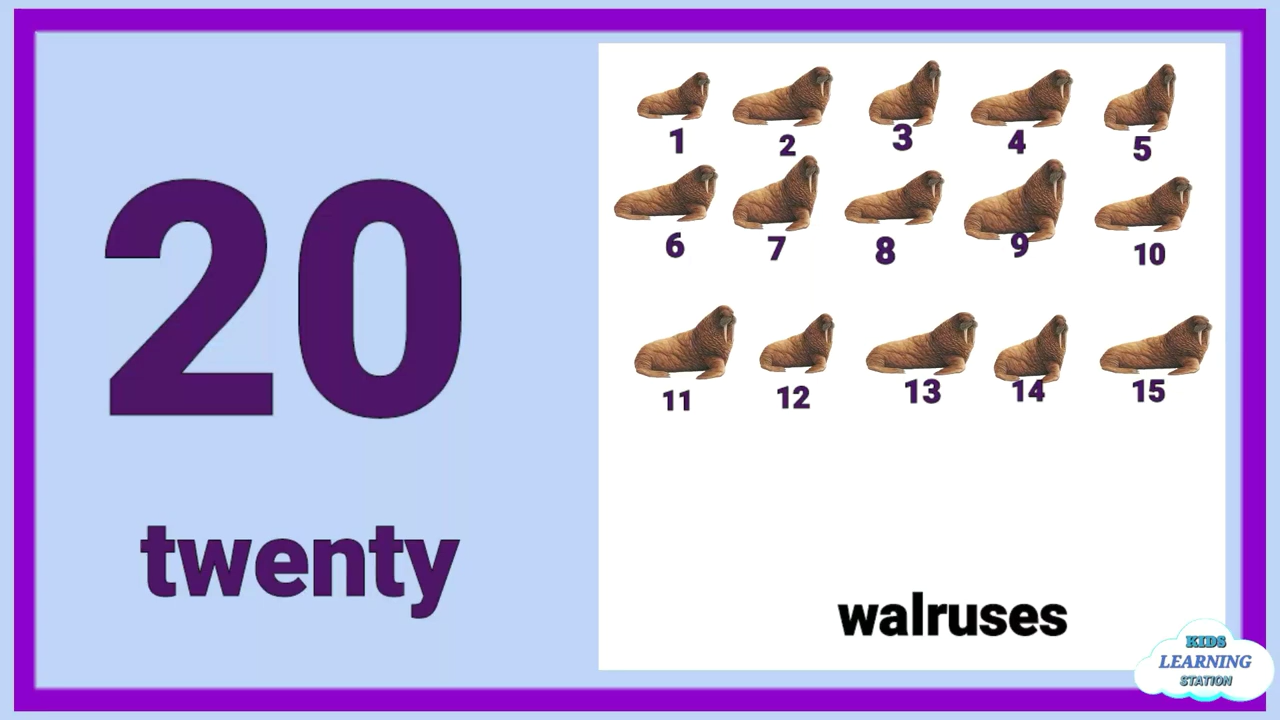 20
twenty
1 2 3 4 5
6 7 8 9 10
11 12 13 14 15
walruses
KIDS
LEARNING
STATION